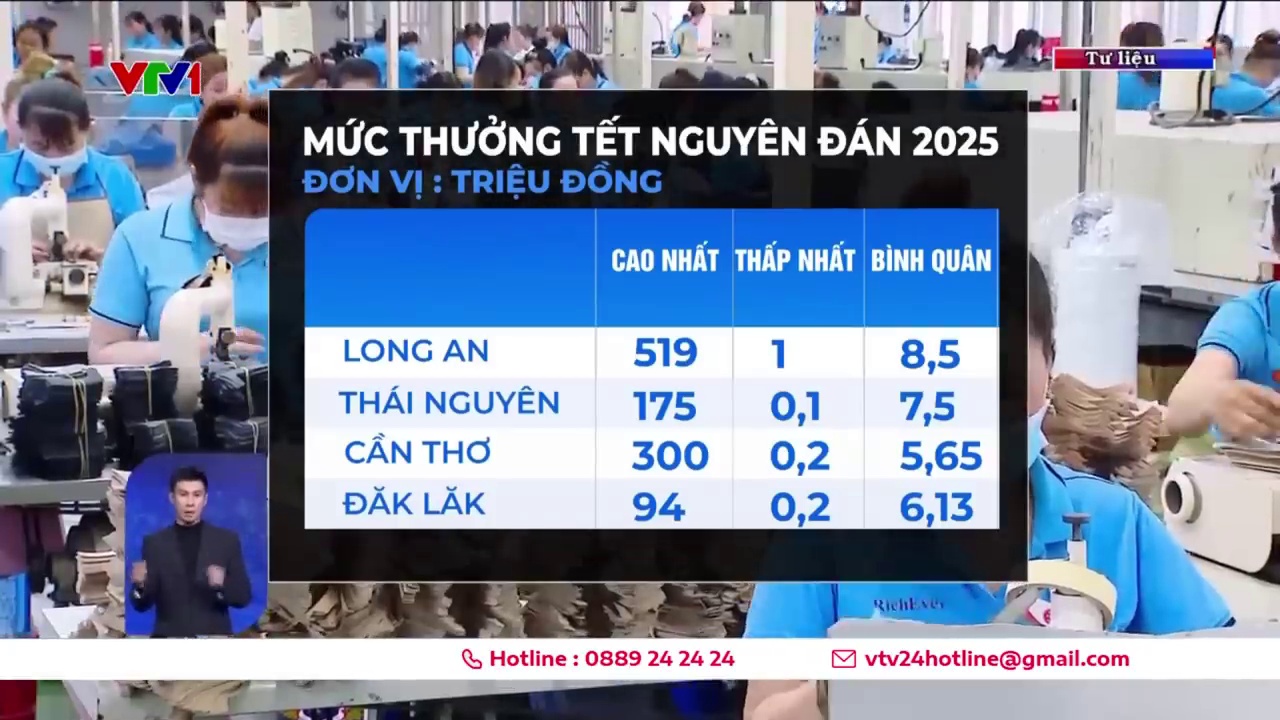 VTV1
Tư liệu
MỨC THƯỞNG TẾT NGUYÊN ĐÁN 2025
ĐƠN VỊ : TRIỆU ĐỒNG
CAO NHẤT THẤP NHẤT BÌNH QUÂN
LONG AN 519 1 8,5
THÁI NGUYÊN 175 0,1 7,5
CẦN THƠ 300 0,2 5,65
ĐĂK LĂK 94 0,2 6,13
RichEver
Hotline : 0889 24 24 24 vtv24hotline@gmail.com